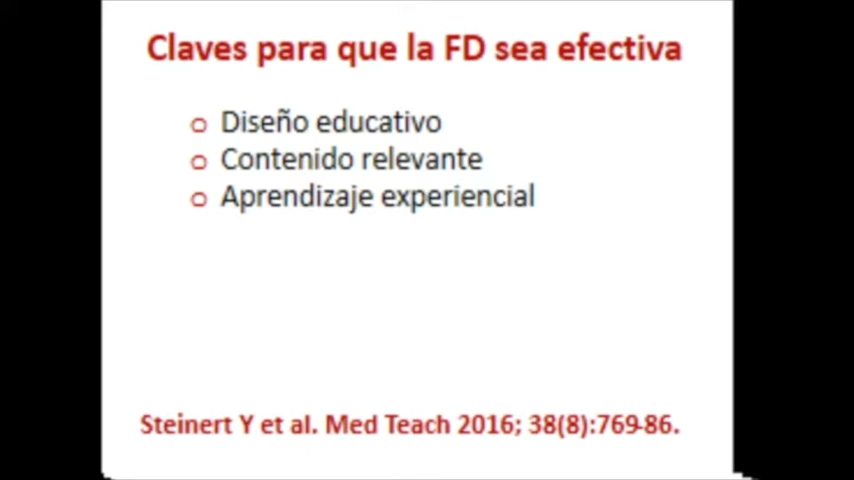 Claves para que la FD sea efectiva
Diseño educativo
Contenido relevante
Aprendizaje experiencial
Steinert Y et al. Med Teach 2016; 38(8):769-86.